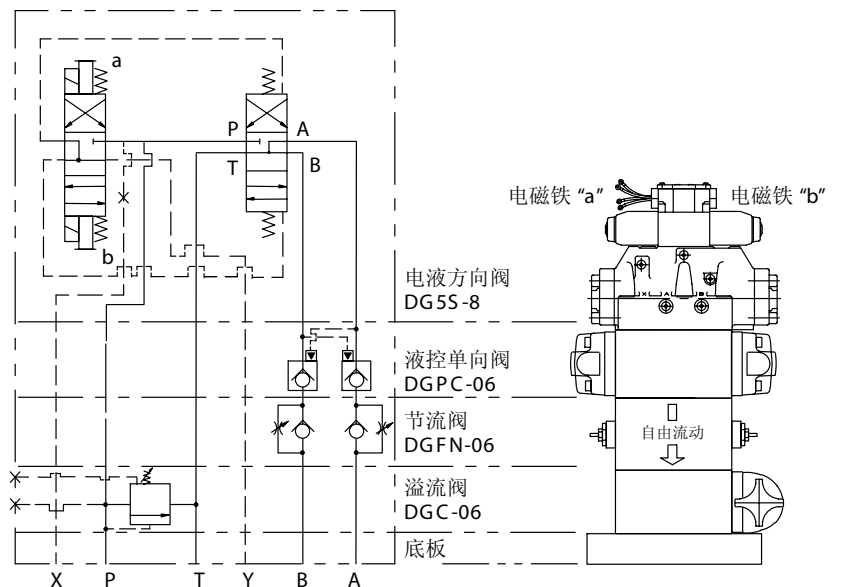 a
P
A
T
B
b
电磁铁 "a"
电磁铁 "b"
电液方向阀
DG5S-8
X A B
液控单向阀
DGPC-06
节流阀
DGFN-06
自由流动
溢流阀
DGC-06
底板
X P T Y B A